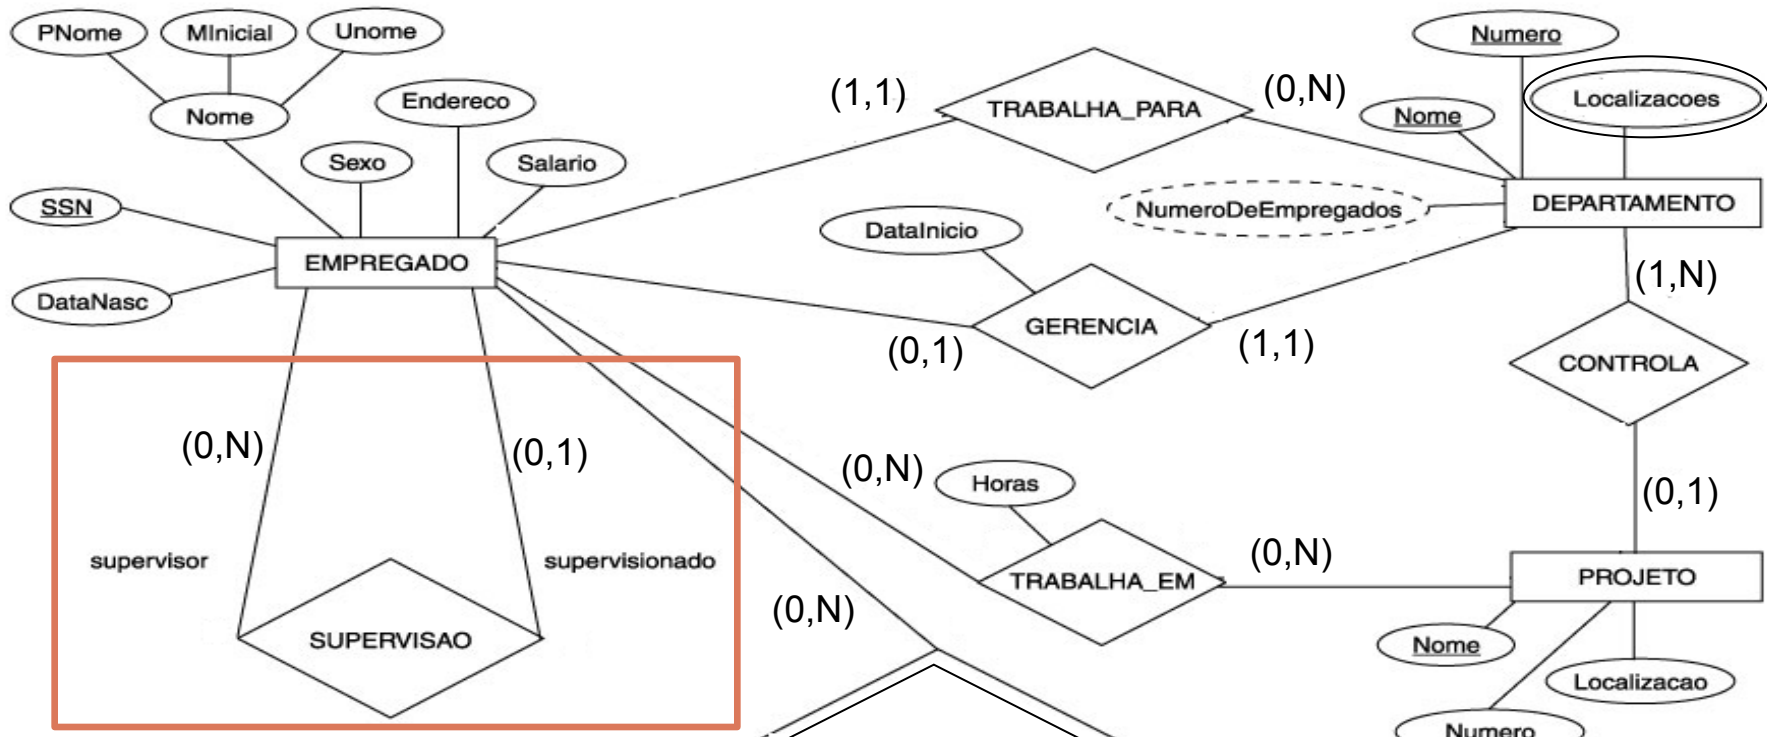 PNome
MInicial
Unome
Nome
Endereco
Sexo
Salario
SSN
EMPREGADO
DataNasc
(1,1)
TRABALHA_PARA
(0,N)
Numero
Localizacoes
Nome
NumeroDeEmpregados
DEPARTAMENTO
DataInicio
GERENCIA
(0,1)
(1,1)
(1,N)
CONTROLA
(0,1)
(0,N)
(0,1)
supervisor
supervisionado
SUPERVISAO
(0,N)
Horas
TRABALHA_EM
(0,N)
(0,N)
PROJETO
Nome
Localizacao
Numero